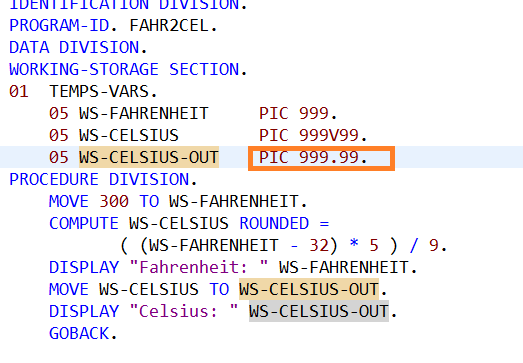 IDENTIFICATION DIVISION.
PROGRAM-ID. FAHR2CEL.
DATA DIVISION.
WORKING-STORAGE SECTION.
01  TEMPS-VARS.
    05 WS-FAHRENHEIT     PIC 999.
    05 WS-CELSIUS        PIC 999V99.
    05 WS-CELSIUS-OUT    PIC 999.99.
PROCEDURE DIVISION.
    MOVE 300 TO WS-FAHRENHEIT.
    COMPUTE WS-CELSIUS ROUNDED =
           ( (WS-FAHRENHEIT - 32) * 5 ) / 9.
    DISPLAY "Fahrenheit: " WS-FAHRENHEIT.
    MOVE WS-CELSIUS TO WS-CELSIUS-OUT.
    DISPLAY "Celsius: " WS-CELSIUS-OUT.
    GOBACK.